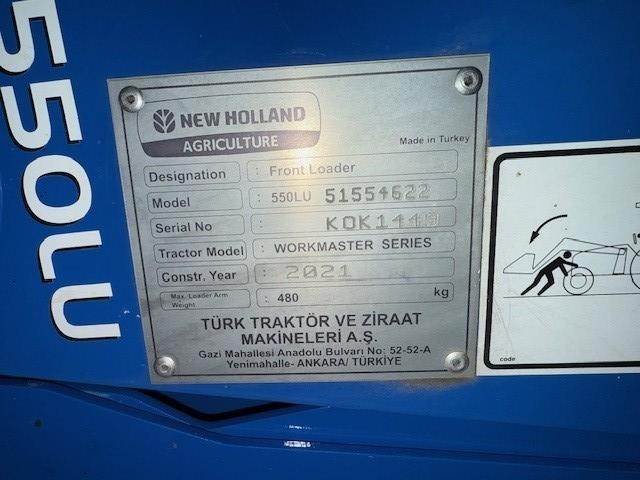 550LU
NEW HOLLAND
AGRICULTURE
Made in Turkey
Designation : Front Loader
Model : 550LU 51554622
Serial No : KOK1449
Tractor Model : WORKMASTER SERIES
Constr. Year : 2021
Max. Loader Arm Weight : 480 kg
TÜRK TRAKTÖR VE ZİRAAT
MAKİNELERİ A.Ş.
Gazi Mahallesi Anadolu Bulvarı No: 52-52-A
Yenimahalle- ANKARA/ TÜRKİYE
code